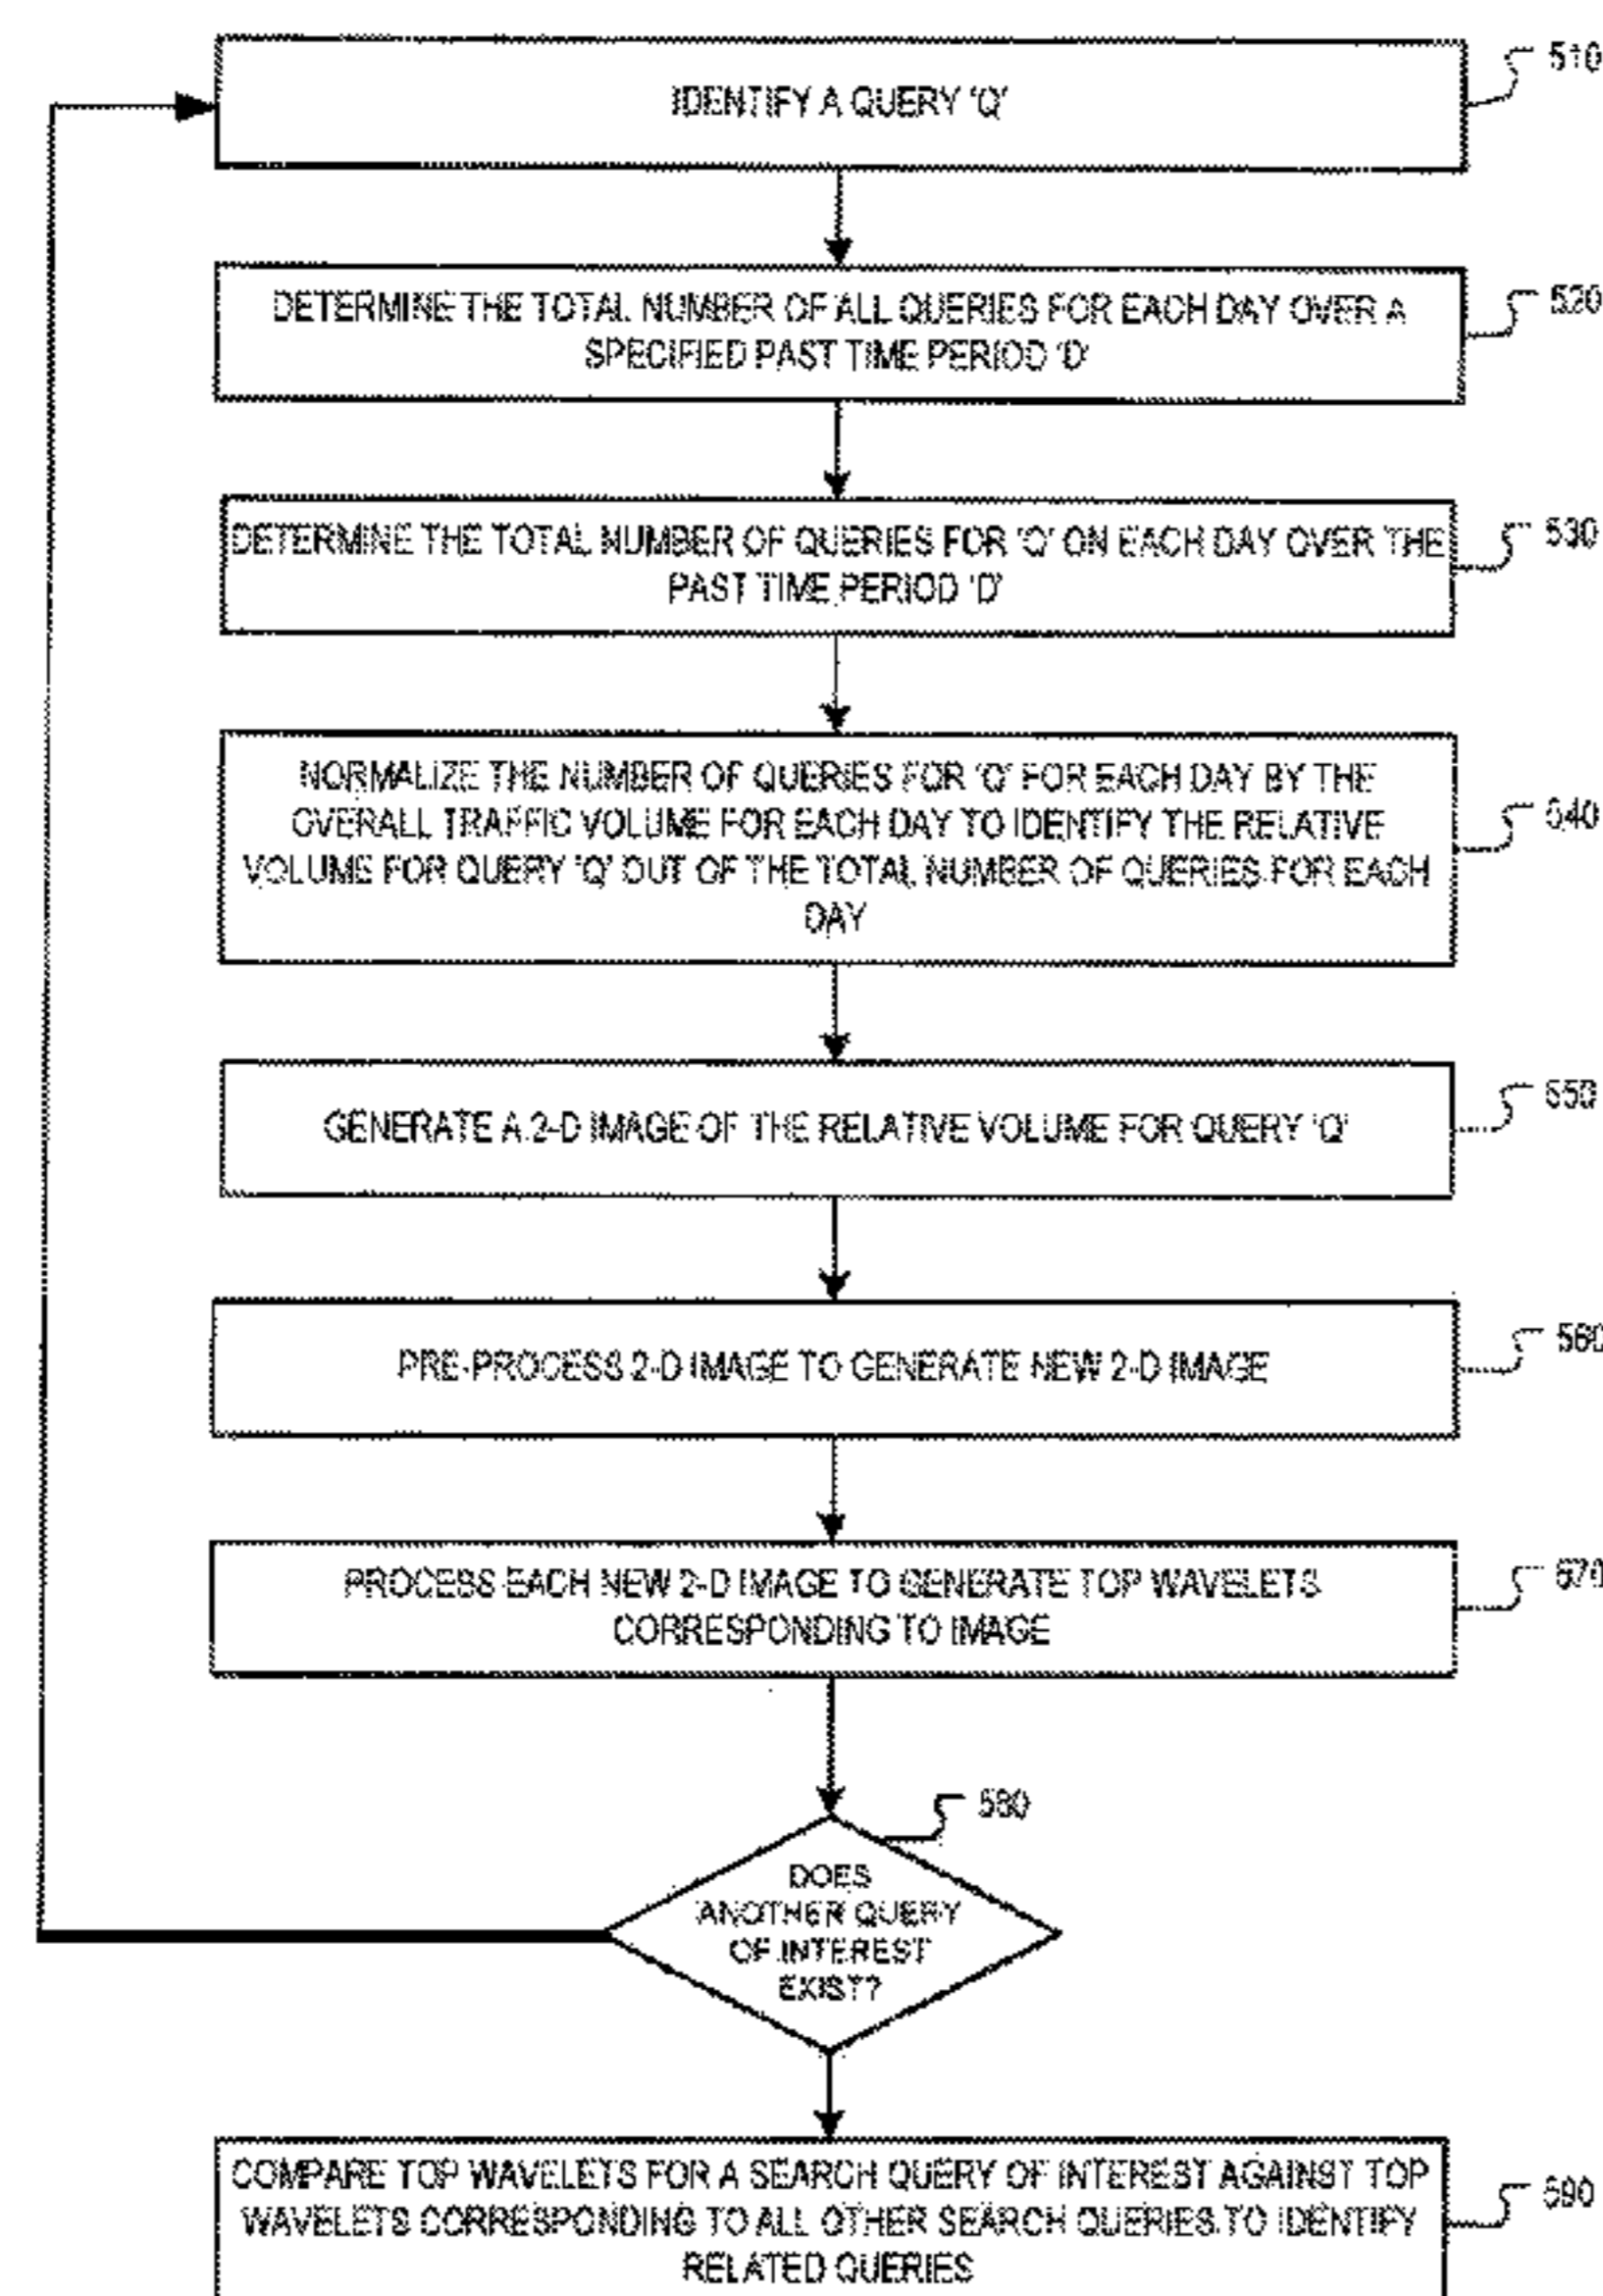 IDENTIFY A QUERY 'Q'
510
DETERMINE THE TOTAL NUMBER OF ALL QUERIES FOR EACH DAY OVER A
SPECIFIED PAST TIME PERIOD 'D'
520
DETERMINE THE TOTAL NUMBER OF QUERIES FOR 'Q' ON EACH DAY OVER THE
PAST TIME PERIOD 'D'
530
NORMALIZE THE NUMBER OF QUERIES FOR 'Q' FOR EACH DAY BY THE
OVERALL TRAFFIC VOLUME FOR EACH DAY TO IDENTIFY THE RELATIVE
VOLUME FOR QUERY 'Q' OUT OF THE TOTAL NUMBER OF QUERIES FOR EACH
DAY
540
GENERATE A 2-D IMAGE OF THE RELATIVE VOLUME FOR QUERY 'Q'
550
PRE-PROCESS 2-D IMAGE TO GENERATE NEW 2-D IMAGE
560
PROCESS EACH NEW 2-D IMAGE TO GENERATE TOP WAVELETS
CORRESPONDING TO IMAGE
570
580
DOES
ANOTHER QUERY
OF INTEREST
EXIST?
COMPARE TOP WAVELETS FOR A SEARCH QUERY OF INTEREST AGAINST TOP
WAVELETS CORRESPONDING TO ALL OTHER SEARCH QUERIES TO IDENTIFY
RELATED QUERIES
590